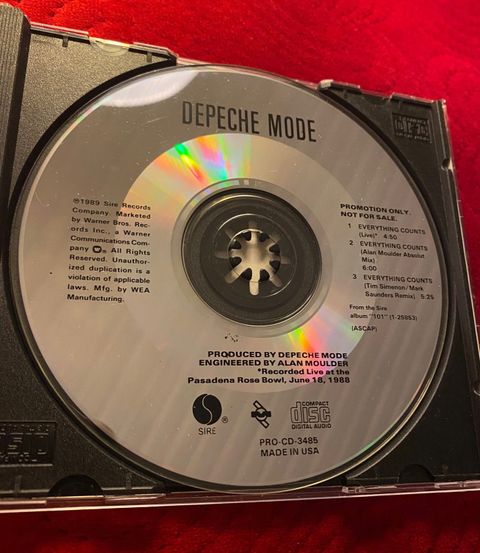 DEPECHE MODE
℗1989 Sire Records
Company. Marketed
by Warner Bros. Rec-
ords Inc., a Warner
Communications Com-
pany. All Rights
Reserved. Unauthor-
ized duplication is a
violation of applicable
laws. Mfg. by WEA
Manufacturing.
PROMOTION ONLY.
NOT FOR SALE.
1 EVERYTHING COUNTS
(Live)* 4:50
2 EVERYTHING COUNTS
(Alan Moulder Absolut
Mix)
6:00
3 EVERYTHING COUNTS
(Tim Simenon/Mark
Saunders Remix) 5:25
From the Sire
album "101" (1-25853)
(ASCAP)
PRODUCED BY DEPECHE MODE
ENGINEERED BY ALAN MOULDER
*Recorded Live at the
Pasadena Rose Bowl, June 18, 1988
SIRE ®
COMPACT
disc
DIGITAL AUDIO
PRO-CD-3485
MADE IN USA